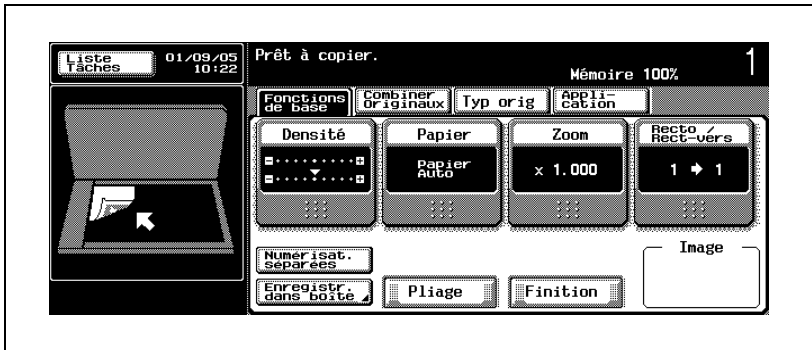 Liste
Tâches
01/09/05
10:22
Prêt à copier.
Mémoire 100%
1
Fonctions
de base
Combiner
Originaux
Typ orig
Appli-
cation
Densité
Papier
Zoom
Recto /
Rect-vers
Papier
Auto
x 1.000
1 ➔ 1
Numérisat.
séparées
Enregistr.
dans boîte
Pliage
Finition
Image